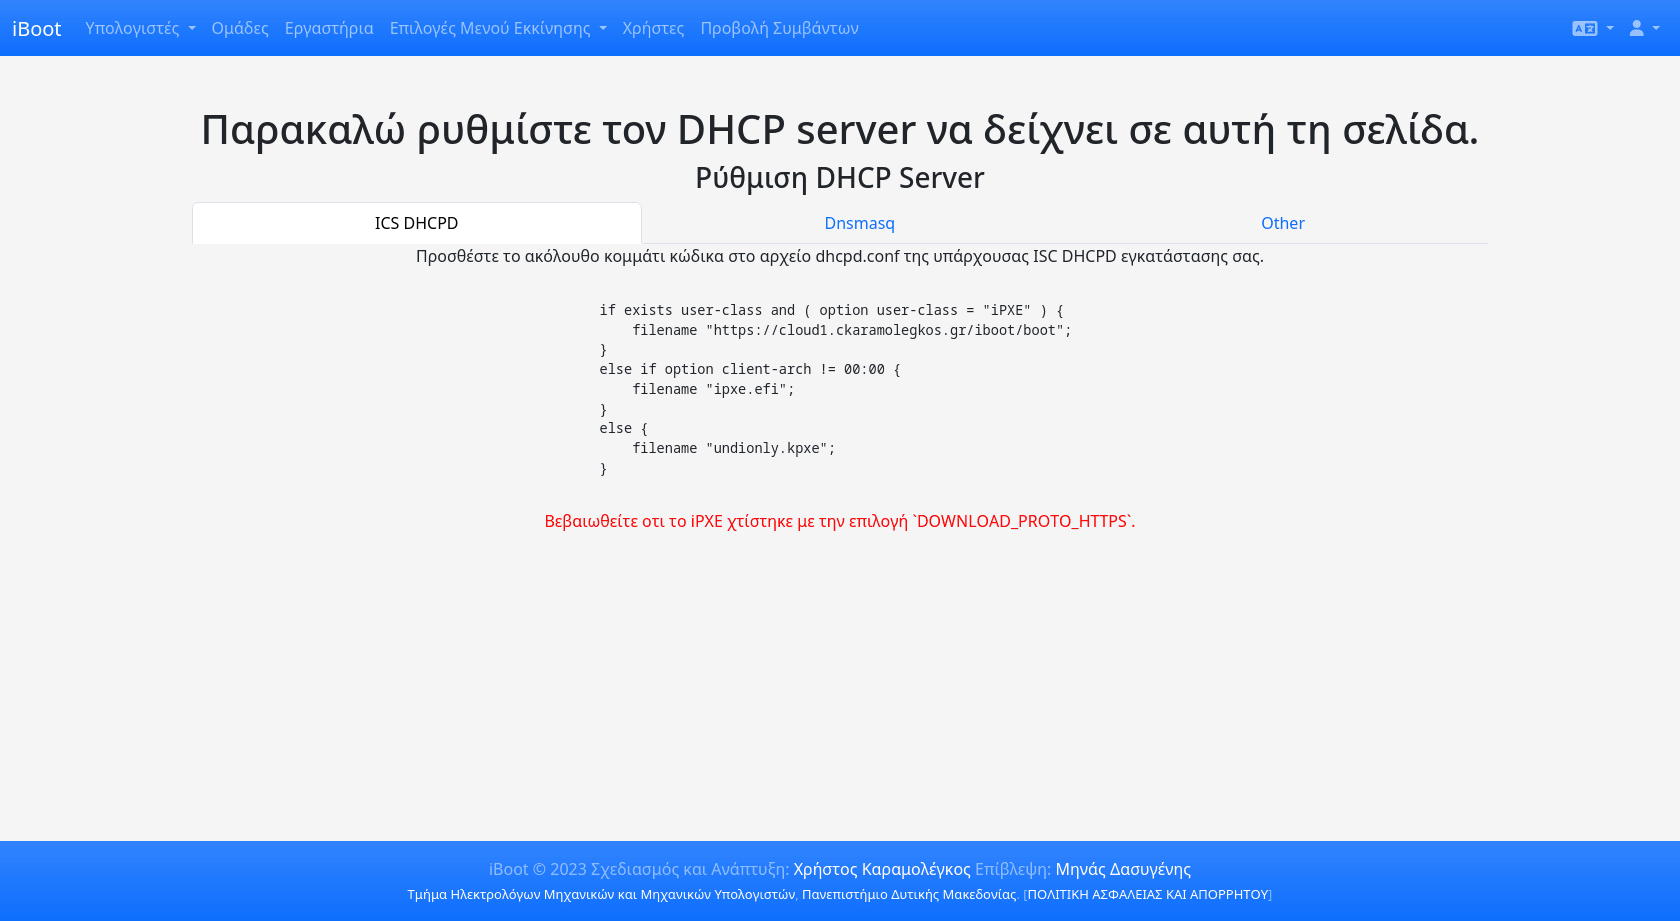 iBoot Υπολογιστές Ομάδες Εργαστήρια Επιλογές Μενού Εκκίνησης Χρήστες Προβολή Συμβάντων
Παρακαλώ ρυθμίστε τον DHCP server να δείχνει σε αυτή τη σελίδα.
Ρύθμιση DHCP Server
ICS DHCPD Dnsmasq Other
Προσθέστε το ακόλουθο κομμάτι κώδικα στο αρχείο dhcpd.conf της υπάρχουσας ISC DHCPD εγκατάστασης σας.
if exists user-class and ( option user-class = "iPXE" ) {
    filename "https://cloud1.ckaramolegkos.gr/iboot/boot";
}
else if option client-arch != 00:00 {
    filename "ipxe.efi";
}
else {
    filename "undionly.kpxe";
}
Βεβαιωθείτε οτι το iPXE χτίστηκε με την επιλογή `DOWNLOAD_PROTO_HTTPS`.
iBoot © 2023 Σχεδιασμός και Ανάπτυξη: Χρήστος Καραμολέγκος Επίβλεψη: Μηνάς Δασυγένης
Τμήμα Ηλεκτρολόγων Μηχανικών και Μηχανικών Υπολογιστών, Πανεπιστήμιο Δυτικής Μακεδονίας. [ΠΟΛΙΤΙΚΗ ΑΣΦΑΛΕΙΑΣ ΚΑΙ ΑΠΟΡΡΗΤΟΥ]